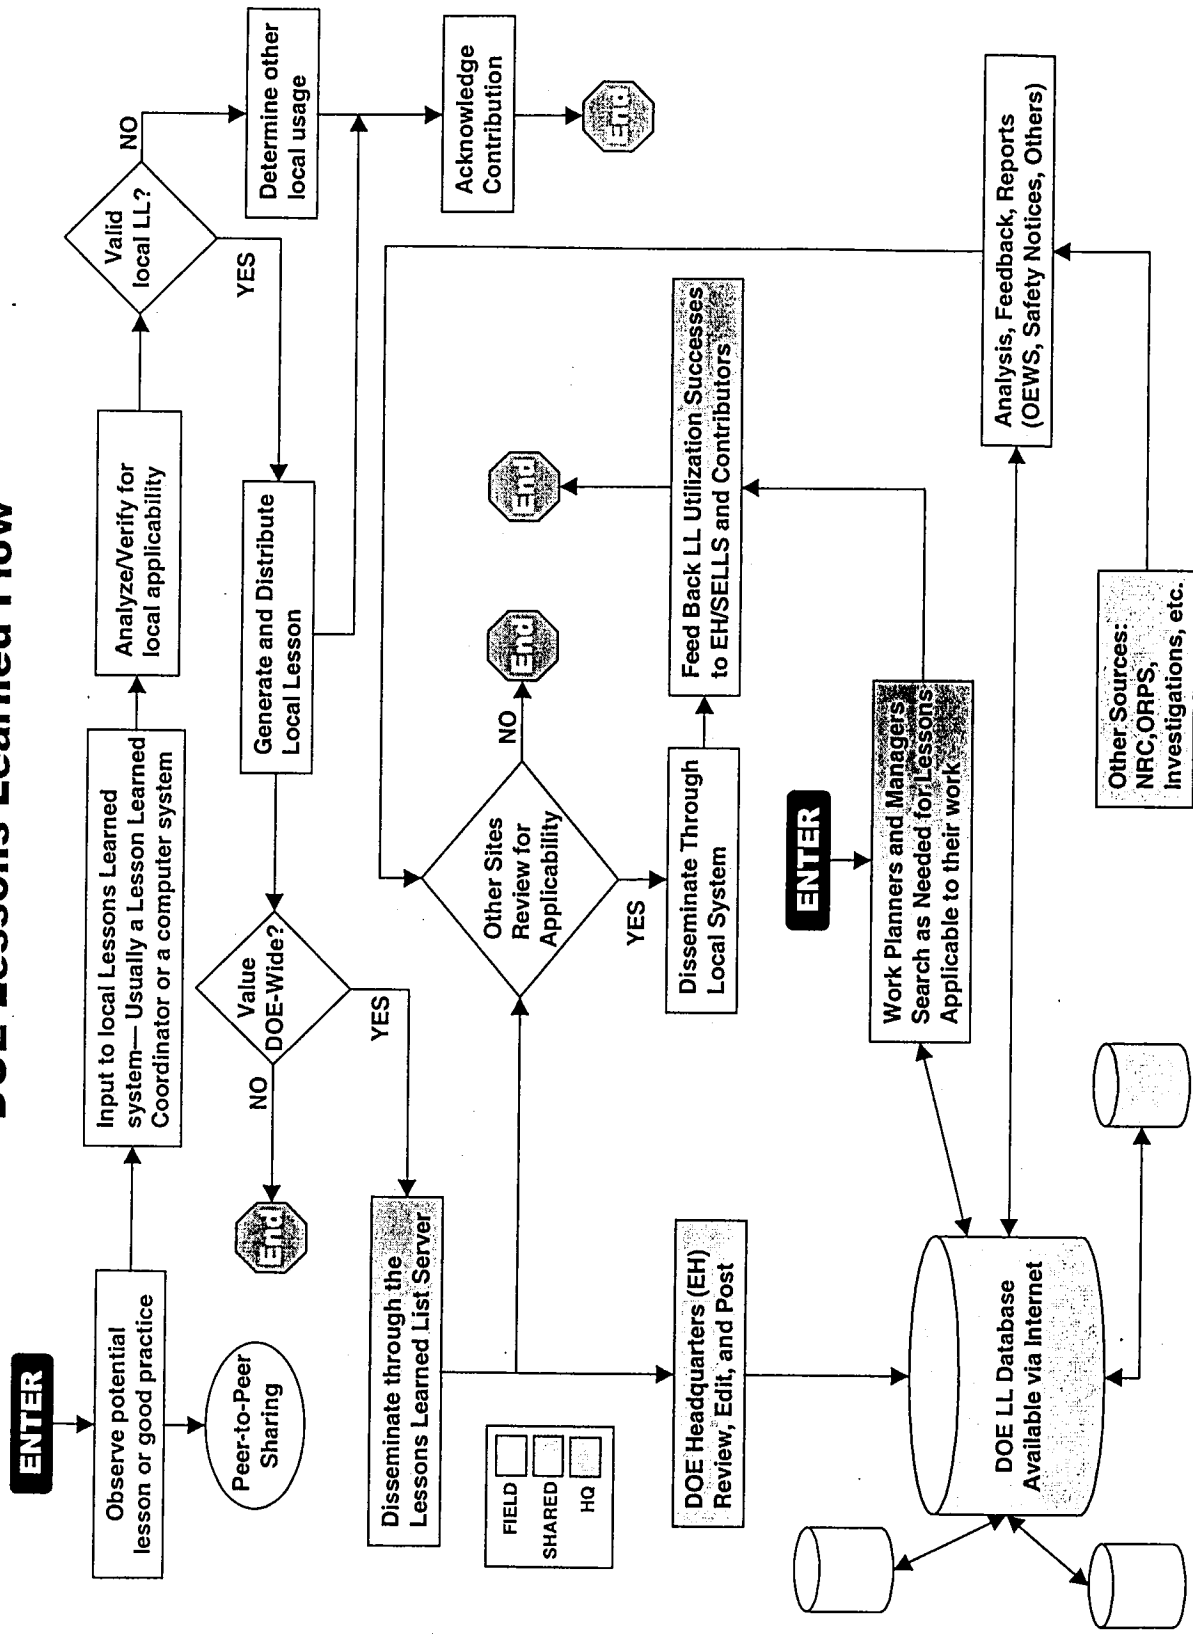 DOE Lessons Learned Flow
ENTER
Observe potential
lesson or good practice
Peer-to-Peer
Sharing
Input to local Lessons Learned
system— Usually a Lesson Learned
Coordinator or a computer system
Analyze/Verify for
local applicability
Valid
local LL?
NO
YES
Determine other
local usage
Generate and Distribute
Local Lesson
Acknowledge
Contribution
End
Value
DOE-Wide?
NO
End
YES
Disseminate through the
Lessons Learned List Server
Other Sites
Review for
Applicability
NO
End
YES
Disseminate Through
Local System
Feed Back LL Utilization Successes
to EH/SELLS and Contributors
End
FIELD
SHARED
HQ
DOE Headquarters (EH)
Review, Edit, and Post
ENTER
Work Planners and Managers
Search as Needed for Lessons
Applicable to their work
DOE LL Database
Available via Internet
Analysis, Feedback, Reports
(OEWS, Safety Notices, Others)
Other Sources:
NRC,ORPS,
Investigations, etc.